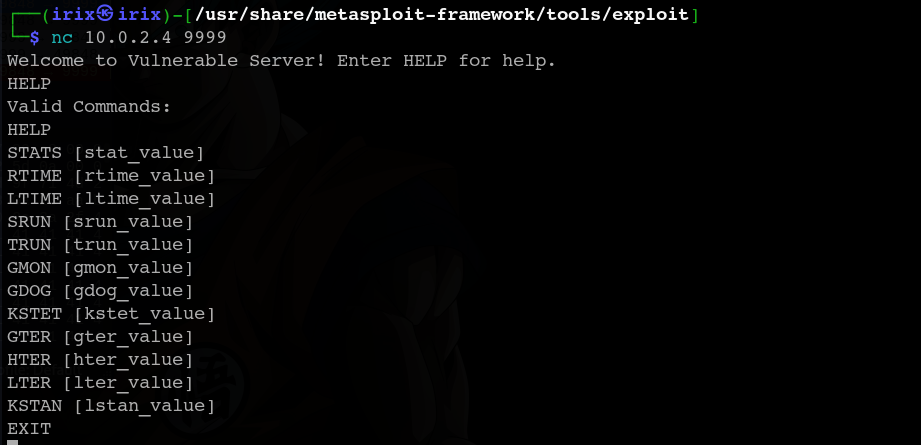 ┌──(irix㉿irix)-[/usr/share/metasploit-framework/tools/exploit]
└─$ nc 10.0.2.4 9999
Welcome to Vulnerable Server! Enter HELP for help.
HELP
Valid Commands:
HELP
STATS [stat_value]
RTIME [rtime_value]
LTIME [ltime_value]
SRUN [srun_value]
TRUN [trun_value]
GMON [gmon_value]
GDOG [gdog_value]
KSTET [kstet_value]
GTER [gter_value]
HTER [hter_value]
LTER [lter_value]
KSTAN [lstan_value]
EXIT